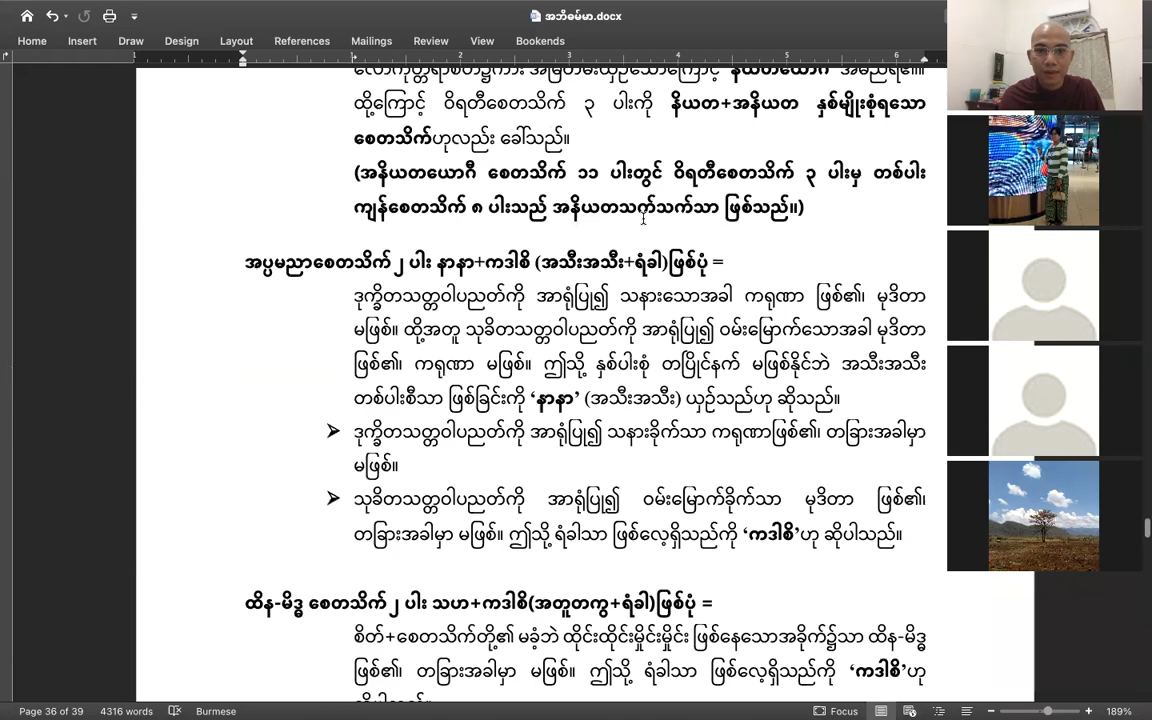 အဘိဓမ်မာ.docx
Home Insert Draw Design Layout References Mailings Review View Bookends
1 1 2 3 4 5 6
ထို့ကြောင့် ဝိရတီစေတသိက် ၃ ပါးကို နိယတ+အနိယတ နှစ်မျိုးစုံရသော
စေတသိက်ဟုလည်း ခေါ်သည်။
(အနိယတယောဂီ စေတသိက် ၁၁ ပါးတွင် ဝိရတီစေတသိက် ၃ ပါးမှ တစ်ပါး
ကျန်စေတသိက် ၈ ပါးသည် အနိယတသက်သက်သာ ဖြစ်သည်။)
အပ္ပမညာစေတသိက်၂ ပါး နာနာ+ကဒါစိ (အသီးအသီး+ရံခါ)ဖြစ်ပုံ =
ဒုက္ခိတသတ္တဝါပညတ်ကို အာရုံပြု၍ သနားသောအခါ ကရုဏာ ဖြစ်၏၊ မုဒိတာ
မဖြစ်။ ထို့အတူ သုခိတသတ္တဝါပညတ်ကို အာရုံပြု၍ ဝမ်းမြောက်သောအခါ မုဒိတာ
ဖြစ်၏၊ ကရုဏာ မဖြစ်။ ဤသို့ နှစ်ပါးစုံ တပြိုင်နက် မဖြစ်နိုင်ဘဲ အသီးအသီး
တစ်ပါးစီသာ ဖြစ်ခြင်းကို ‘နာနာ’ (အသီးအသီး) ယှဉ်သည်ဟု ဆိုသည်။
➢ ဒုက္ခိတသတ္တဝါပညတ်ကို အာရုံပြု၍ သနားခိုက်သာ ကရုဏာဖြစ်၏၊ တခြားအခါမှာ
မဖြစ်။
➢ သုခိတသတ္တဝါပညတ်ကို အာရုံပြု၍ ဝမ်းမြောက်ခိုက်သာ မုဒိတာ ဖြစ်၏၊
တခြားအခါမှာ မဖြစ်။ ဤသို့ ရံခါသာ ဖြစ်လေ့ရှိသည်ကို ‘ကဒါစိ’ဟု ဆိုပါသည်။
ထိန-မိဒ္ဓ စေတသိက်၂ ပါး သဟ+ကဒါစိ(အတူတကွ+ရံခါ)ဖြစ်ပုံ =
စိတ်+စေတသိက်တို့၏ မခံ့ဘဲ ထိုင်းထိုင်းမှိုင်းမှိုင်း ဖြစ်နေသောအခိုက်၌သာ ထိန-မိဒ္ဓ
ဖြစ်၏၊ တခြားအခါမှာ မဖြစ်။ ဤသို့ ရံခါသာ ဖြစ်လေ့ရှိသည်ကို ‘ကဒါစိ’ဟု
Page 36 of 39 4316 words Burmese Focus 189%